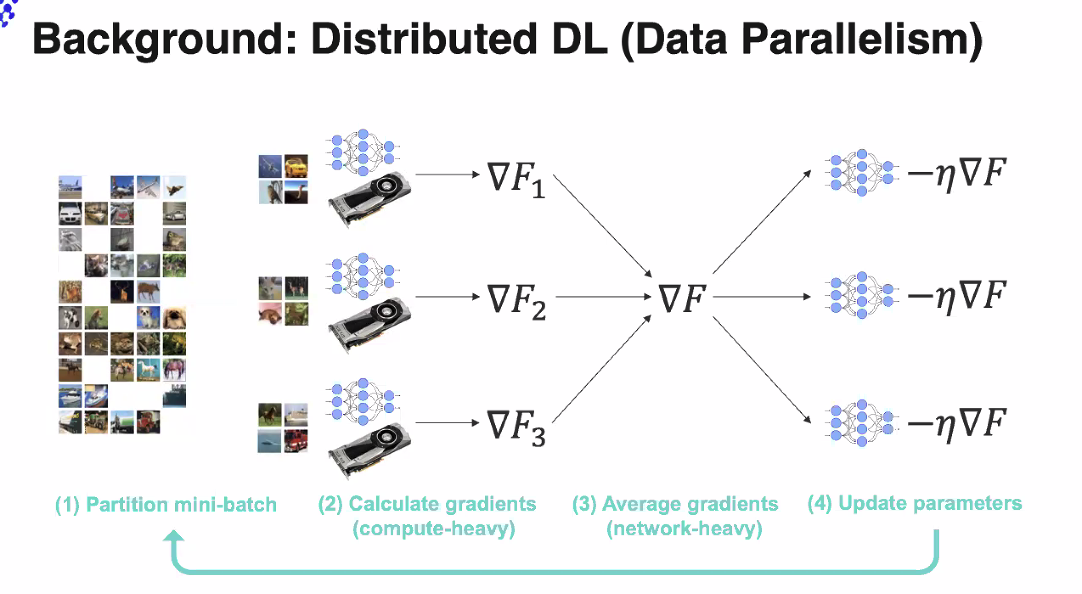 Background: Distributed DL (Data Parallelism)
∇F₁
∇F₂
∇F₃
∇F
−η∇F
−η∇F
−η∇F
(1) Partition mini-batch
(2) Calculate gradients
(compute-heavy)
(3) Average gradients
(network-heavy)
(4) Update parameters